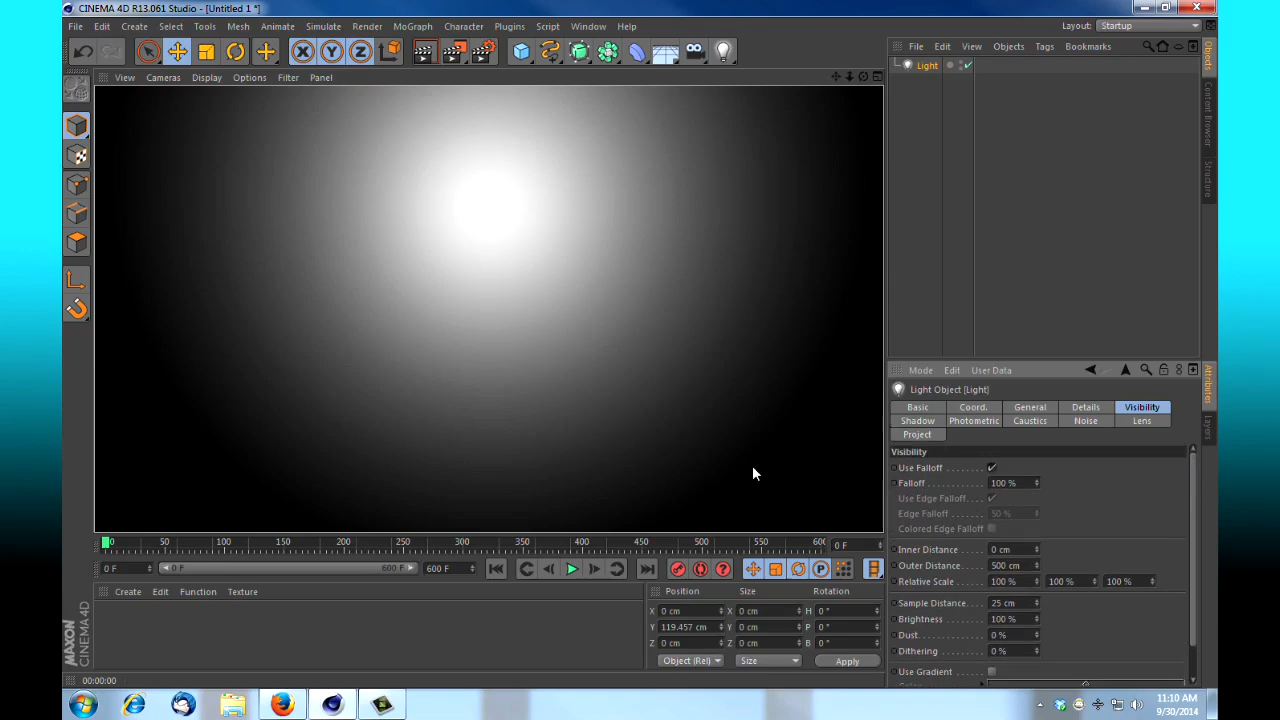 CINEMA 4D R13.061 Studio - [Untitled 1 *]
File Edit Create Select Tools Mesh Animate Simulate Render MoGraph Character Plugins Script Window Help
Layout: Startup
File Edit View Objects Tags Bookmarks
X Y Z
View Cameras Display Options Filter Panel
Light
Objects
Content Browser
Structure
Mode Edit User Data
Light Object [Light]
Attributes
Layers
Basic Coord. General Details Visibility
Shadow Photometric Caustics Noise Lens
Project
Visibility
Use Falloff
Falloff 100 %
Use Edge Falloff
Edge Falloff 50 %
Colored Edge Falloff
Inner Distance 0 cm
Outer Distance 500 cm
Relative Scale 100 % 100 % 100 %
Sample Distance 25 cm
Brightness 100 %
Dust 0 %
Dithering 0 %
Use Gradient
0 50 100 150 200 250 300 350 400 450 500 550 600 0 F
0 F 0 F 600 F 600 F
P
Create Edit Function Texture
Position Size Rotation
X 0 cm X 0 cm H 0 °
Y 119.457 cm Y 0 cm P 0 °
Z 0 cm Z 0 cm B 0 °
Object (Rel) Size Apply
MAXON
CINEMA 4D
00:00:00
11:10 AM
9/30/2014